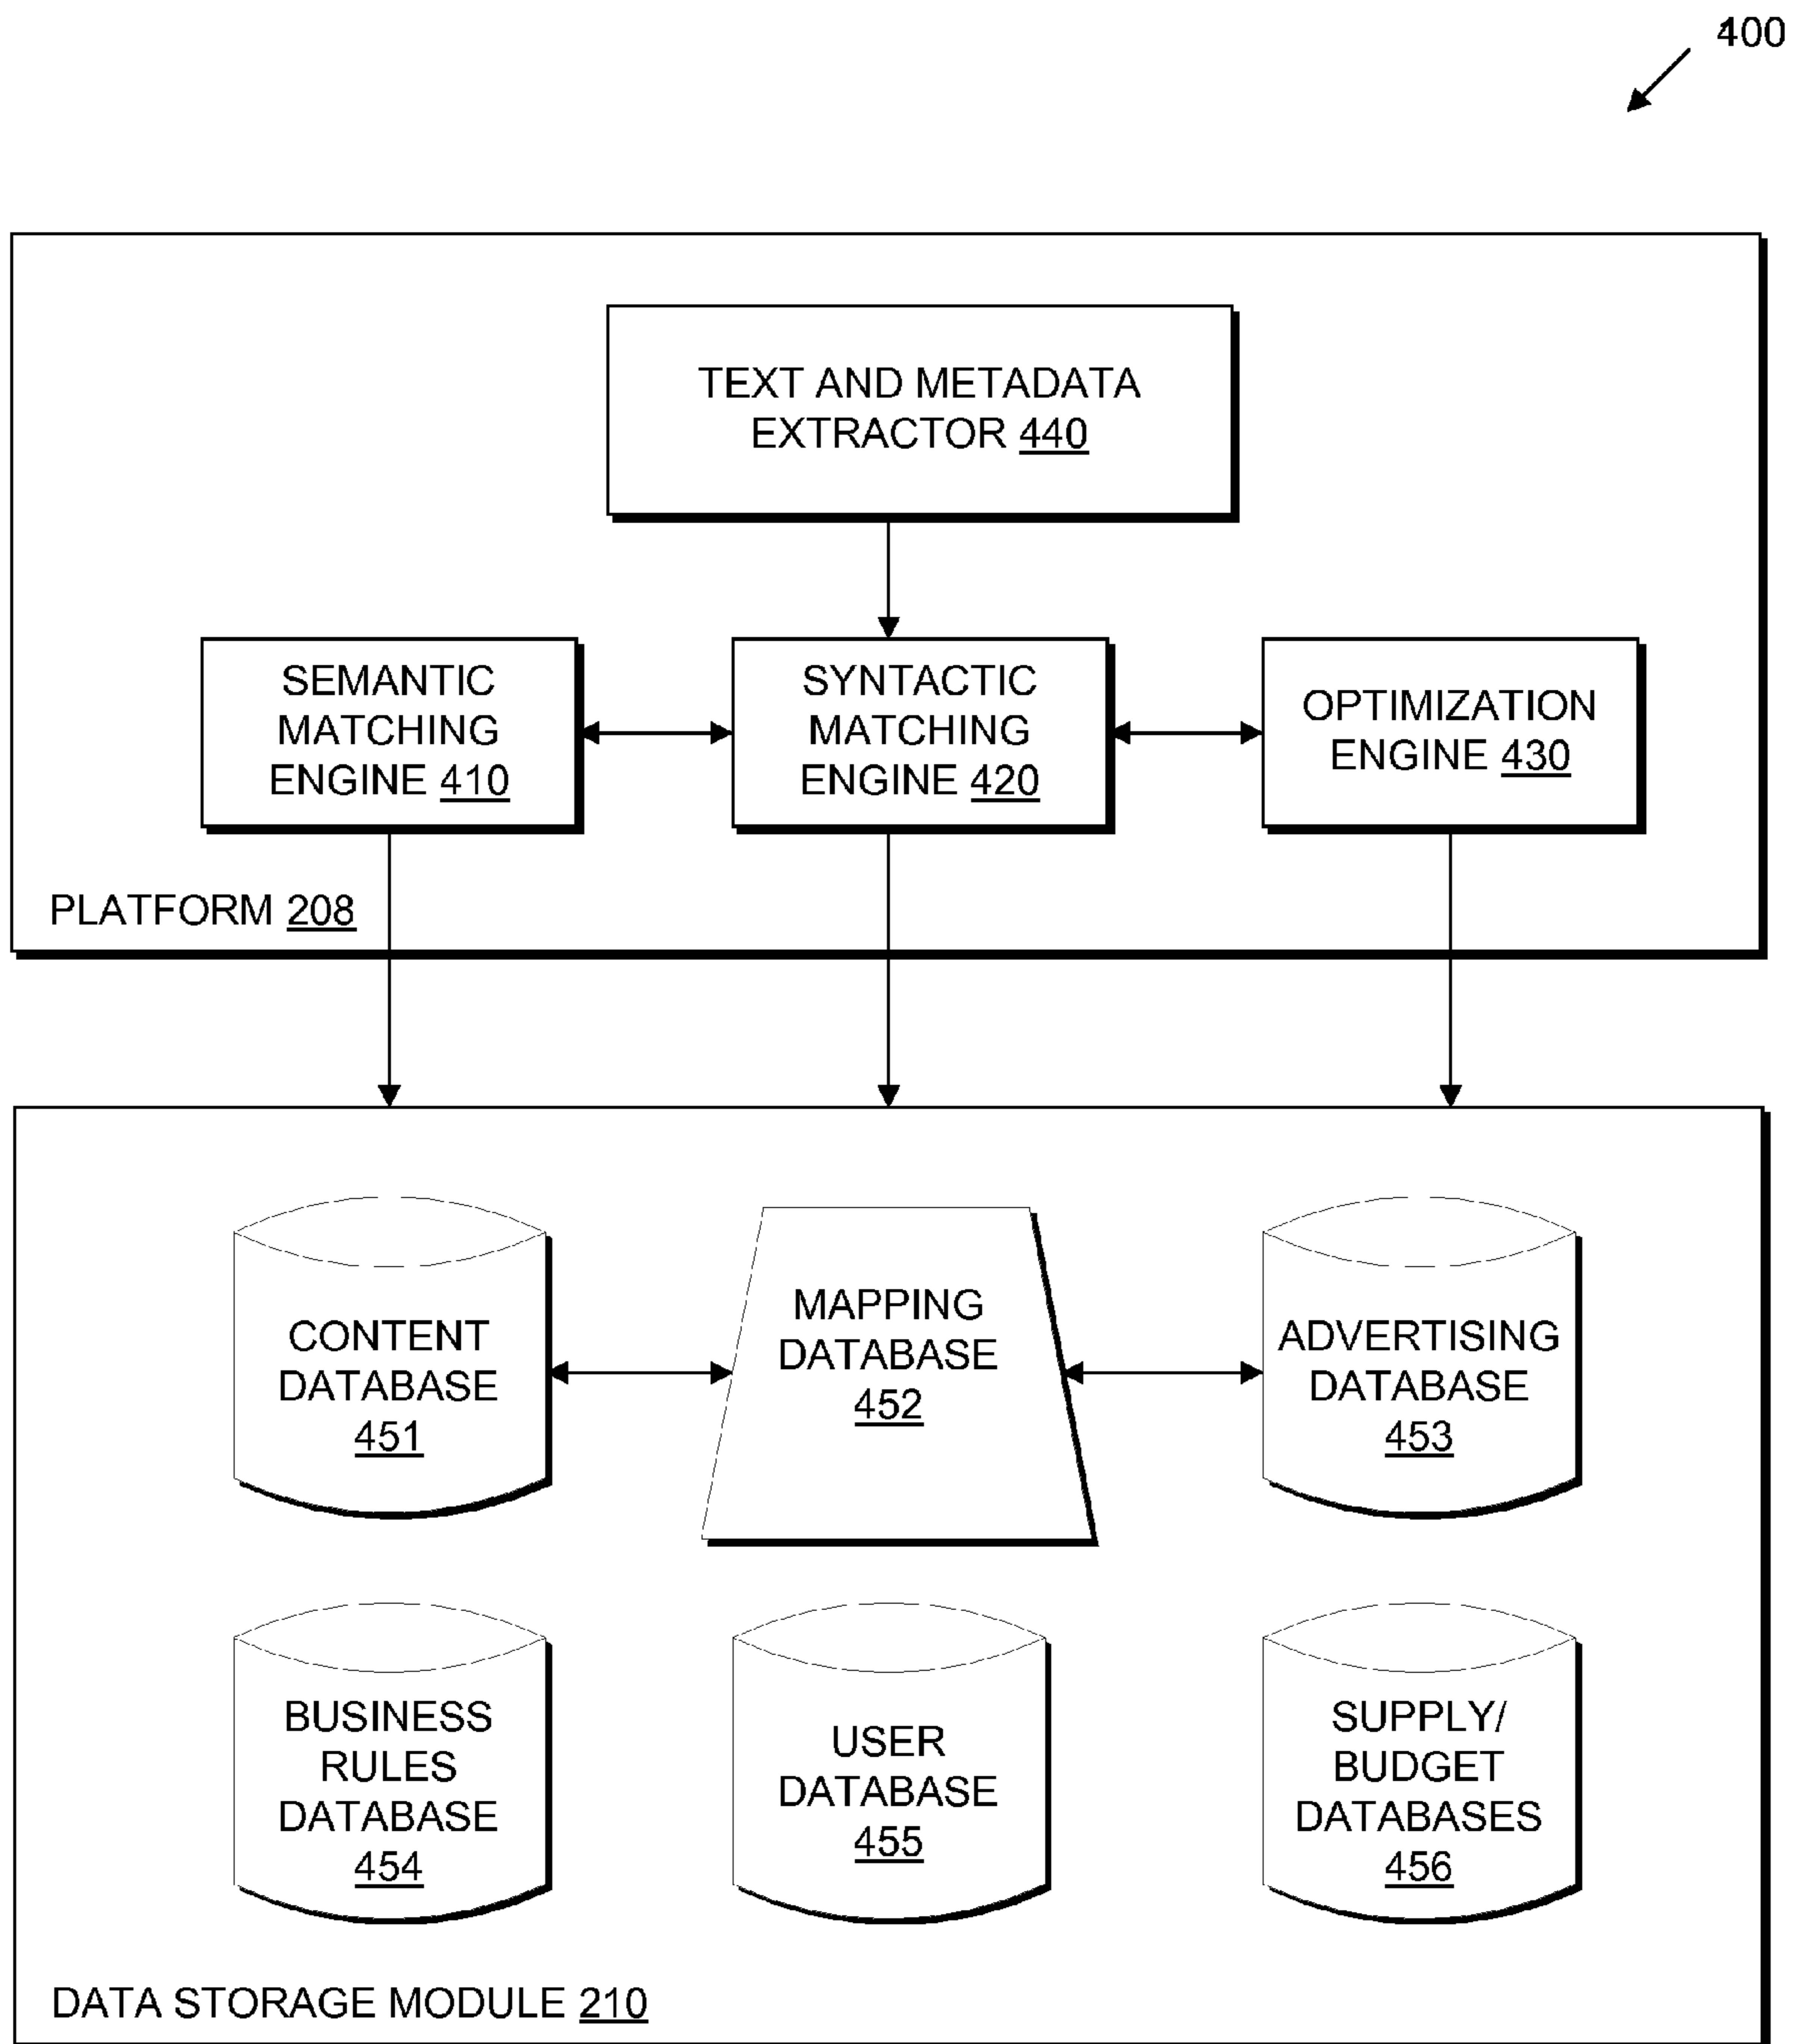 400
TEXT AND METADATA
EXTRACTOR 440
SEMANTIC
MATCHING
ENGINE 410
SYNTACTIC
MATCHING
ENGINE 420
OPTIMIZATION
ENGINE 430
PLATFORM 208
CONTENT
DATABASE
451
MAPPING
DATABASE
452
ADVERTISING
DATABASE
453
BUSINESS
RULES
DATABASE
454
USER
DATABASE
455
SUPPLY/
BUDGET
DATABASES
456
DATA STORAGE MODULE 210